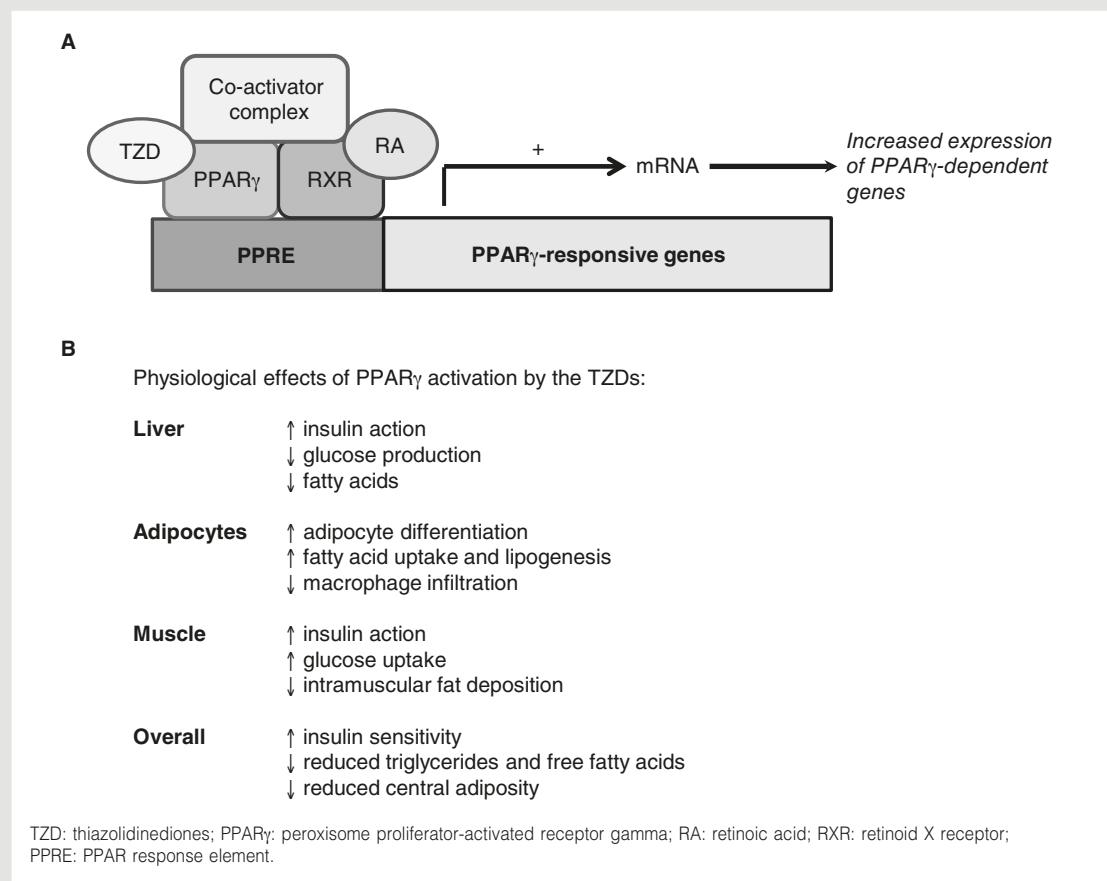 A
Co-activator
complex
TZD
RA
PPARγ
RXR
+
mRNA
Increased expression
of PPARγ-dependent
genes
PPRE
PPARγ-responsive genes
B
Physiological effects of PPARγ activation by the TZDs:
Liver ↑ insulin action
↓ glucose production
↓ fatty acids
Adipocytes ↑ adipocyte differentiation
↑ fatty acid uptake and lipogenesis
↓ macrophage infiltration
Muscle ↑ insulin action
↑ glucose uptake
↓ intramuscular fat deposition
Overall ↑ insulin sensitivity
↓ reduced triglycerides and free fatty acids
↓ reduced central adiposity
TZD: thiazolidinediones; PPARγ: peroxisome proliferator-activated receptor gamma; RA: retinoic acid; RXR: retinoid X receptor;
PPRE: PPAR response element.